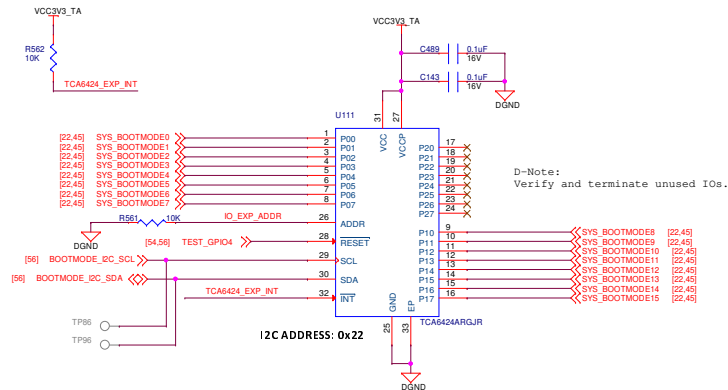 VCC3V3_TA
R562
10K
TCA6424_EXP_INT
VCC3V3_TA
C489 0.1uF
16V
C143 0.1uF
16V
DGND
U111
31 27
VCC VCCP
[22,45] SYS_BOOTMODE0 1 P00
[22,45] SYS_BOOTMODE1 2 P01
[22,45] SYS_BOOTMODE2 3 P02
[22,45] SYS_BOOTMODE3 4 P03
[22,45] SYS_BOOTMODE4 5 P04
[22,45] SYS_BOOTMODE5 6 P05
[22,45] SYS_BOOTMODE6 7 P06
[22,45] SYS_BOOTMODE7 8 P07
P20 17
P21 18
P22 19
P23 20
P24 21
P25 22
P26 23
P27 24
D-Note:
Verify and terminate unused IOs.
R561 10K IO_EXP_ADDR 26 ADDR
DGND
[54,56] TEST_GPIO4 28 RESET
[56] BOOTMODE_I2C_SCL 29 SCL
[56] BOOTMODE_I2C_SDA 30 SDA
TCA6424_EXP_INT 32 INT
P10 9 SYS_BOOTMODE8 [22,45]
P11 10 SYS_BOOTMODE9 [22,45]
P12 11 SYS_BOOTMODE10 [22,45]
P13 12 SYS_BOOTMODE11 [22,45]
P14 13 SYS_BOOTMODE12 [22,45]
P15 14 SYS_BOOTMODE13 [22,45]
P16 15 SYS_BOOTMODE14 [22,45]
P17 16 SYS_BOOTMODE15 [22,45]
GND EP
25 33
TCA6424ARGJR
TP86
TP96
I2C ADDRESS: 0x22
DGND